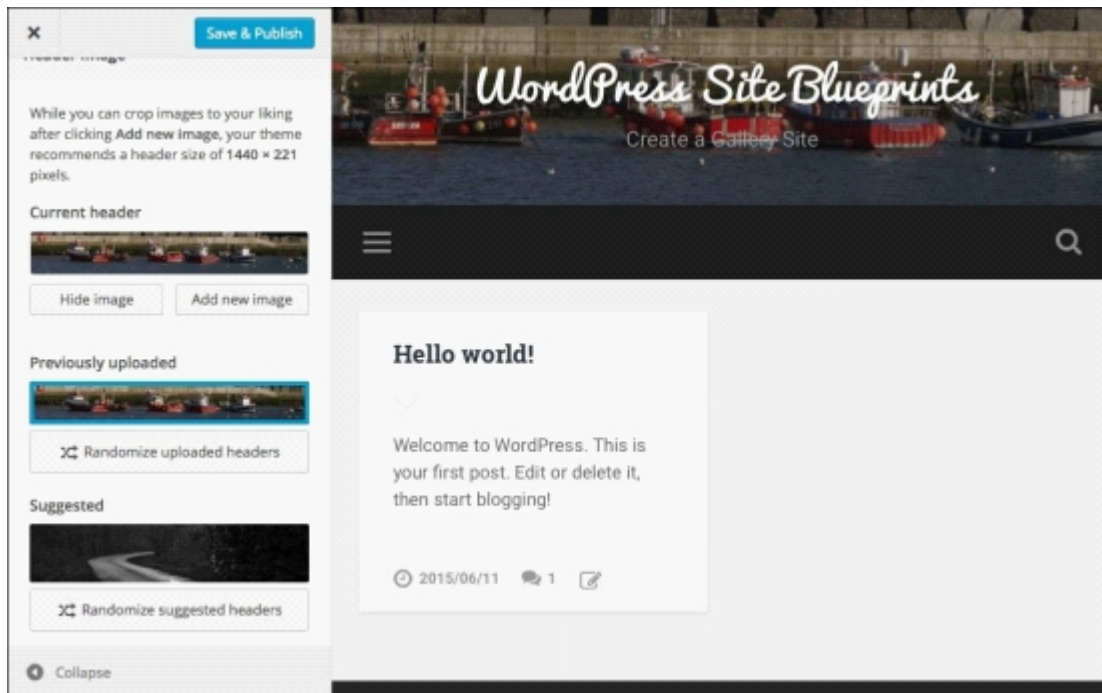 Save & Publish
Header Image
While you can crop images to your liking
after clicking Add new image, your theme
recommends a header size of 1440 × 221
pixels.
Current header
Hide image
Add new image
Previously uploaded
Randomize uploaded headers
Suggested
Randomize suggested headers
Collapse
WordPress Site Blueprints
Create a Gallery Site
Hello world!
Welcome to WordPress. This is
your first post. Edit or delete it,
then start blogging!
2015/06/11 1